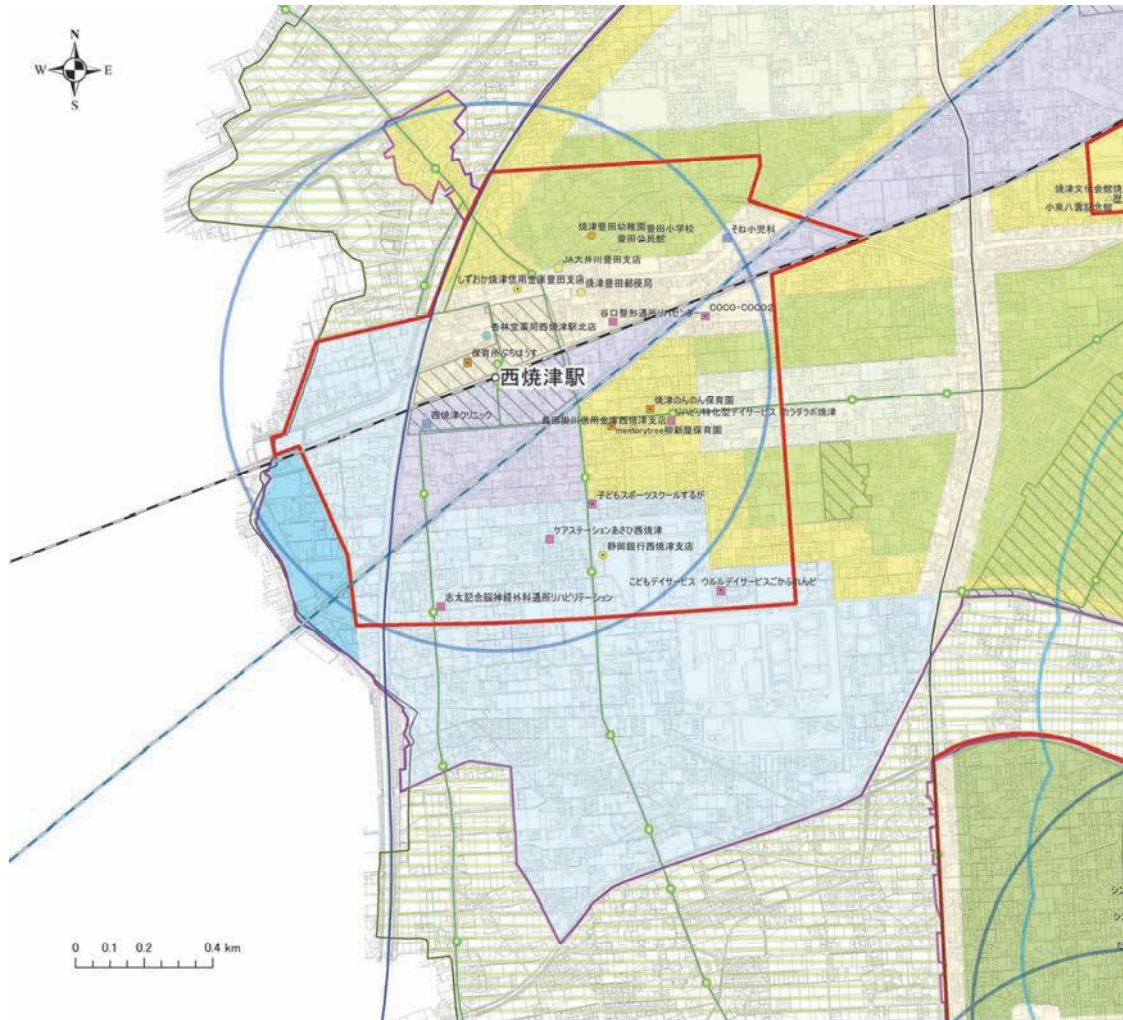 N
W E
S
焼津文化会館
小泉八雲記念館
焼津豊田幼稚園
豊田小学校
豊田公民館
そね小児科
JA大井川豊田支店
しずおか焼津信用金庫豊田支店
焼津豊田郵便局
COCO・COCO2
谷口整形通所リハセンター
杏林堂薬局西焼津駅北店
保育所ぷちはうす
西焼津駅
焼津のんのん保育園
西焼津クリニック
リハビリ特化型デイサービス カラダラボ焼津
島田掛川信用金庫西焼津支店
mentorytree柳新屋保育園
子どもスポーツスクールするが
ケアステーションあさひ西焼津
静岡銀行西焼津支店
こどもデイサービス ウルルデイサービスごかふれんど
志太記念脳神経外科通所リハビリテーション
0 0.1 0.2 0.4 km